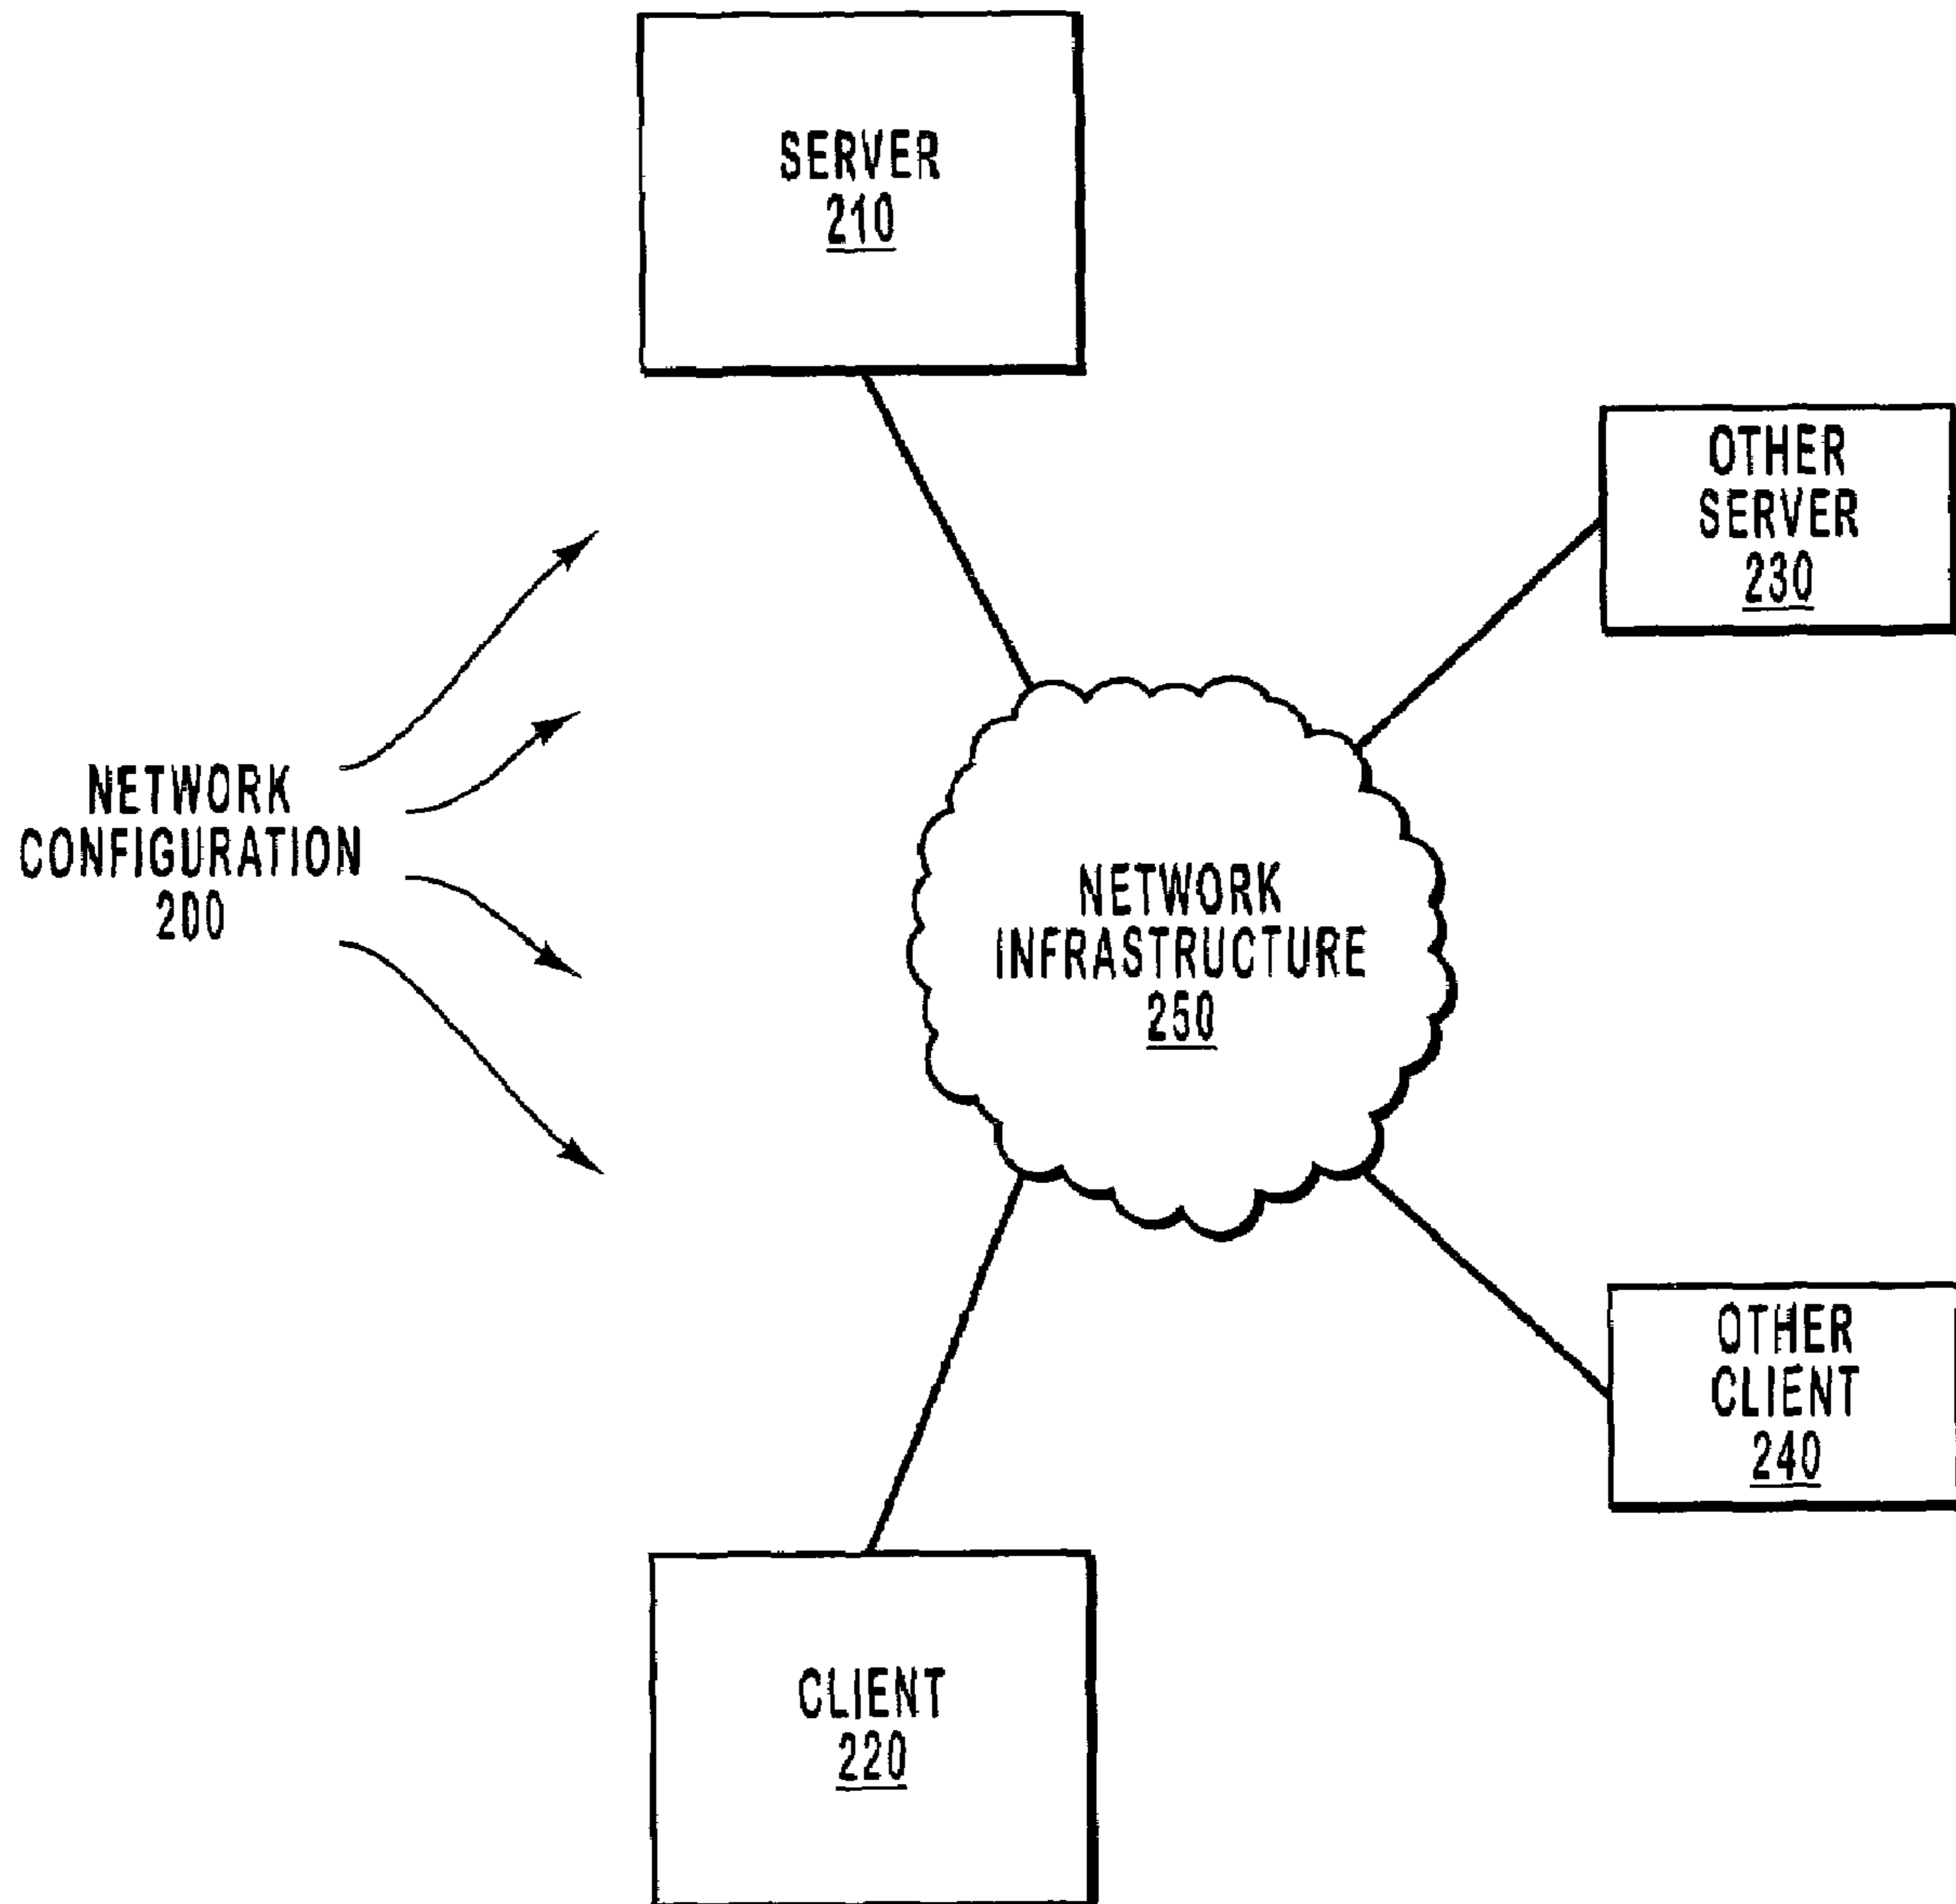 SERVER
210
OTHER
SERVER
230
NETWORK
CONFIGURATION
200
NETWORK
INFRASTRUCTURE
250
OTHER
CLIENT
240
CLIENT
220